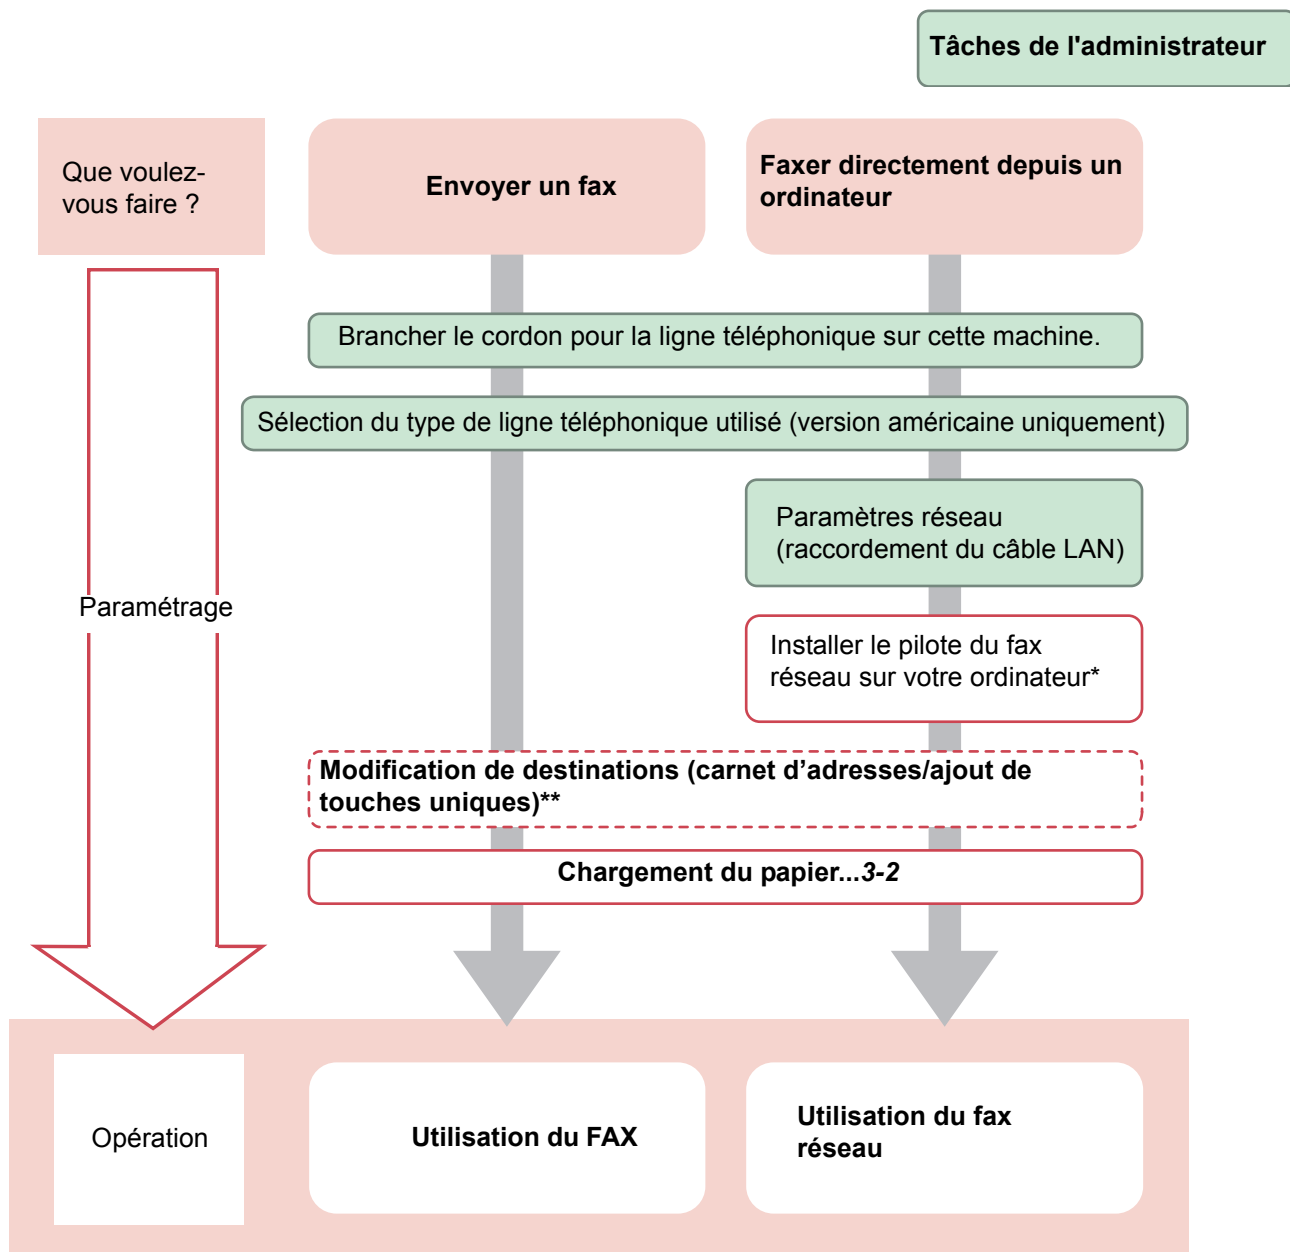 Tâches de l'administrateur
Que voulez-
vous faire ?
Envoyer un fax
Faxer directement depuis un
ordinateur
Brancher le cordon pour la ligne téléphonique sur cette machine.
Sélection du type de ligne téléphonique utilisé (version américaine uniquement)
Paramètres réseau
(raccordement du câble LAN)
Paramétrage
Installer le pilote du fax
réseau sur votre ordinateur*
Modification de destinations (carnet d’adresses/ajout de
touches uniques)**
Chargement du papier...3-2
Opération
Utilisation du FAX
Utilisation du fax
réseau